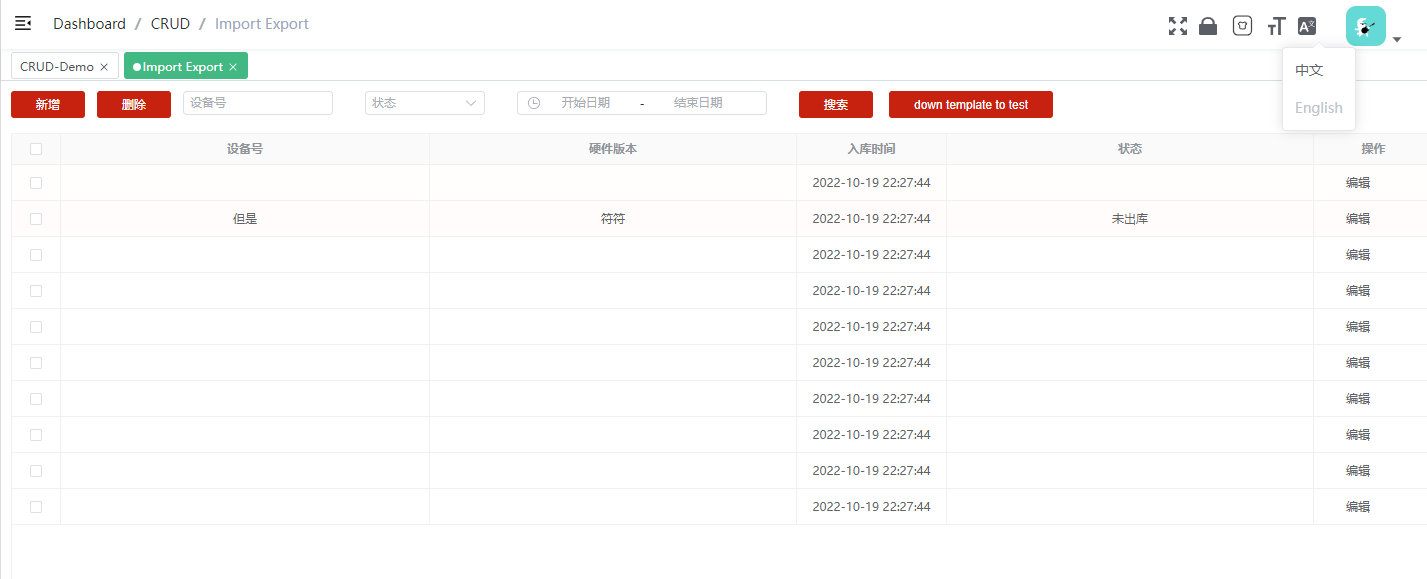 Dashboard / CRUD / Import Export
CRUD-Demo
Import Export
中文
English
新增 删除 设备号 状态 开始日期 - 结束日期 搜索 down template to test
设备号 硬件版本 入库时间 状态 操作
2022-10-19 22:27:44 编辑
但是 符符 2022-10-19 22:27:44 未出库 编辑
2022-10-19 22:27:44 编辑
2022-10-19 22:27:44 编辑
2022-10-19 22:27:44 编辑
2022-10-19 22:27:44 编辑
2022-10-19 22:27:44 编辑
2022-10-19 22:27:44 编辑
2022-10-19 22:27:44 编辑
2022-10-19 22:27:44 编辑